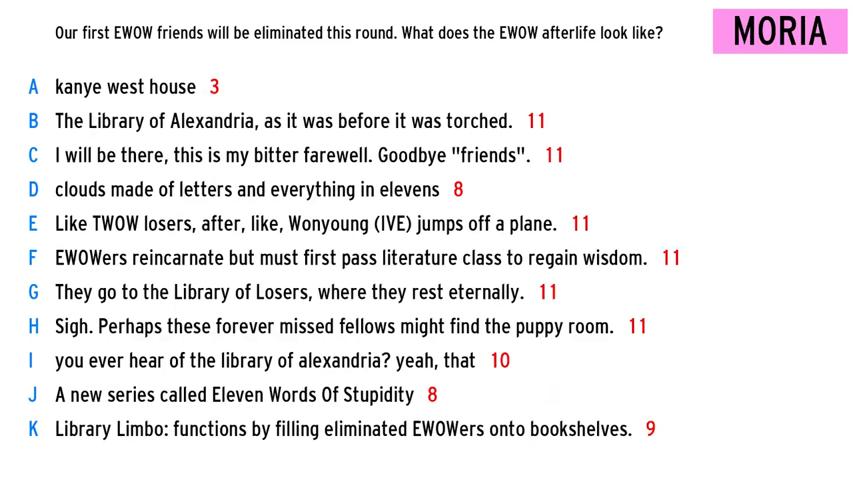 Our first EWOW friends will be eliminated this round. What does the EWOW afterlife look like?
MORIA
A kanye west house 3
B The Library of Alexandria, as it was before it was torched. 11
C I will be there, this is my bitter farewell. Goodbye "friends". 11
D clouds made of letters and everything in elevens 8
E Like TWOW losers, after, like, Wonyoung (IVE) jumps off a plane. 11
F EWOWers reincarnate but must first pass literature class to regain wisdom. 11
G They go to the Library of Losers, where they rest eternally. 11
H Sigh. Perhaps these forever missed fellows might find the puppy room. 11
I you ever hear of the library of alexandria? yeah, that 10
J A new series called Eleven Words Of Stupidity 8
K Library Limbo: functions by filling eliminated EWOWers onto bookshelves. 9